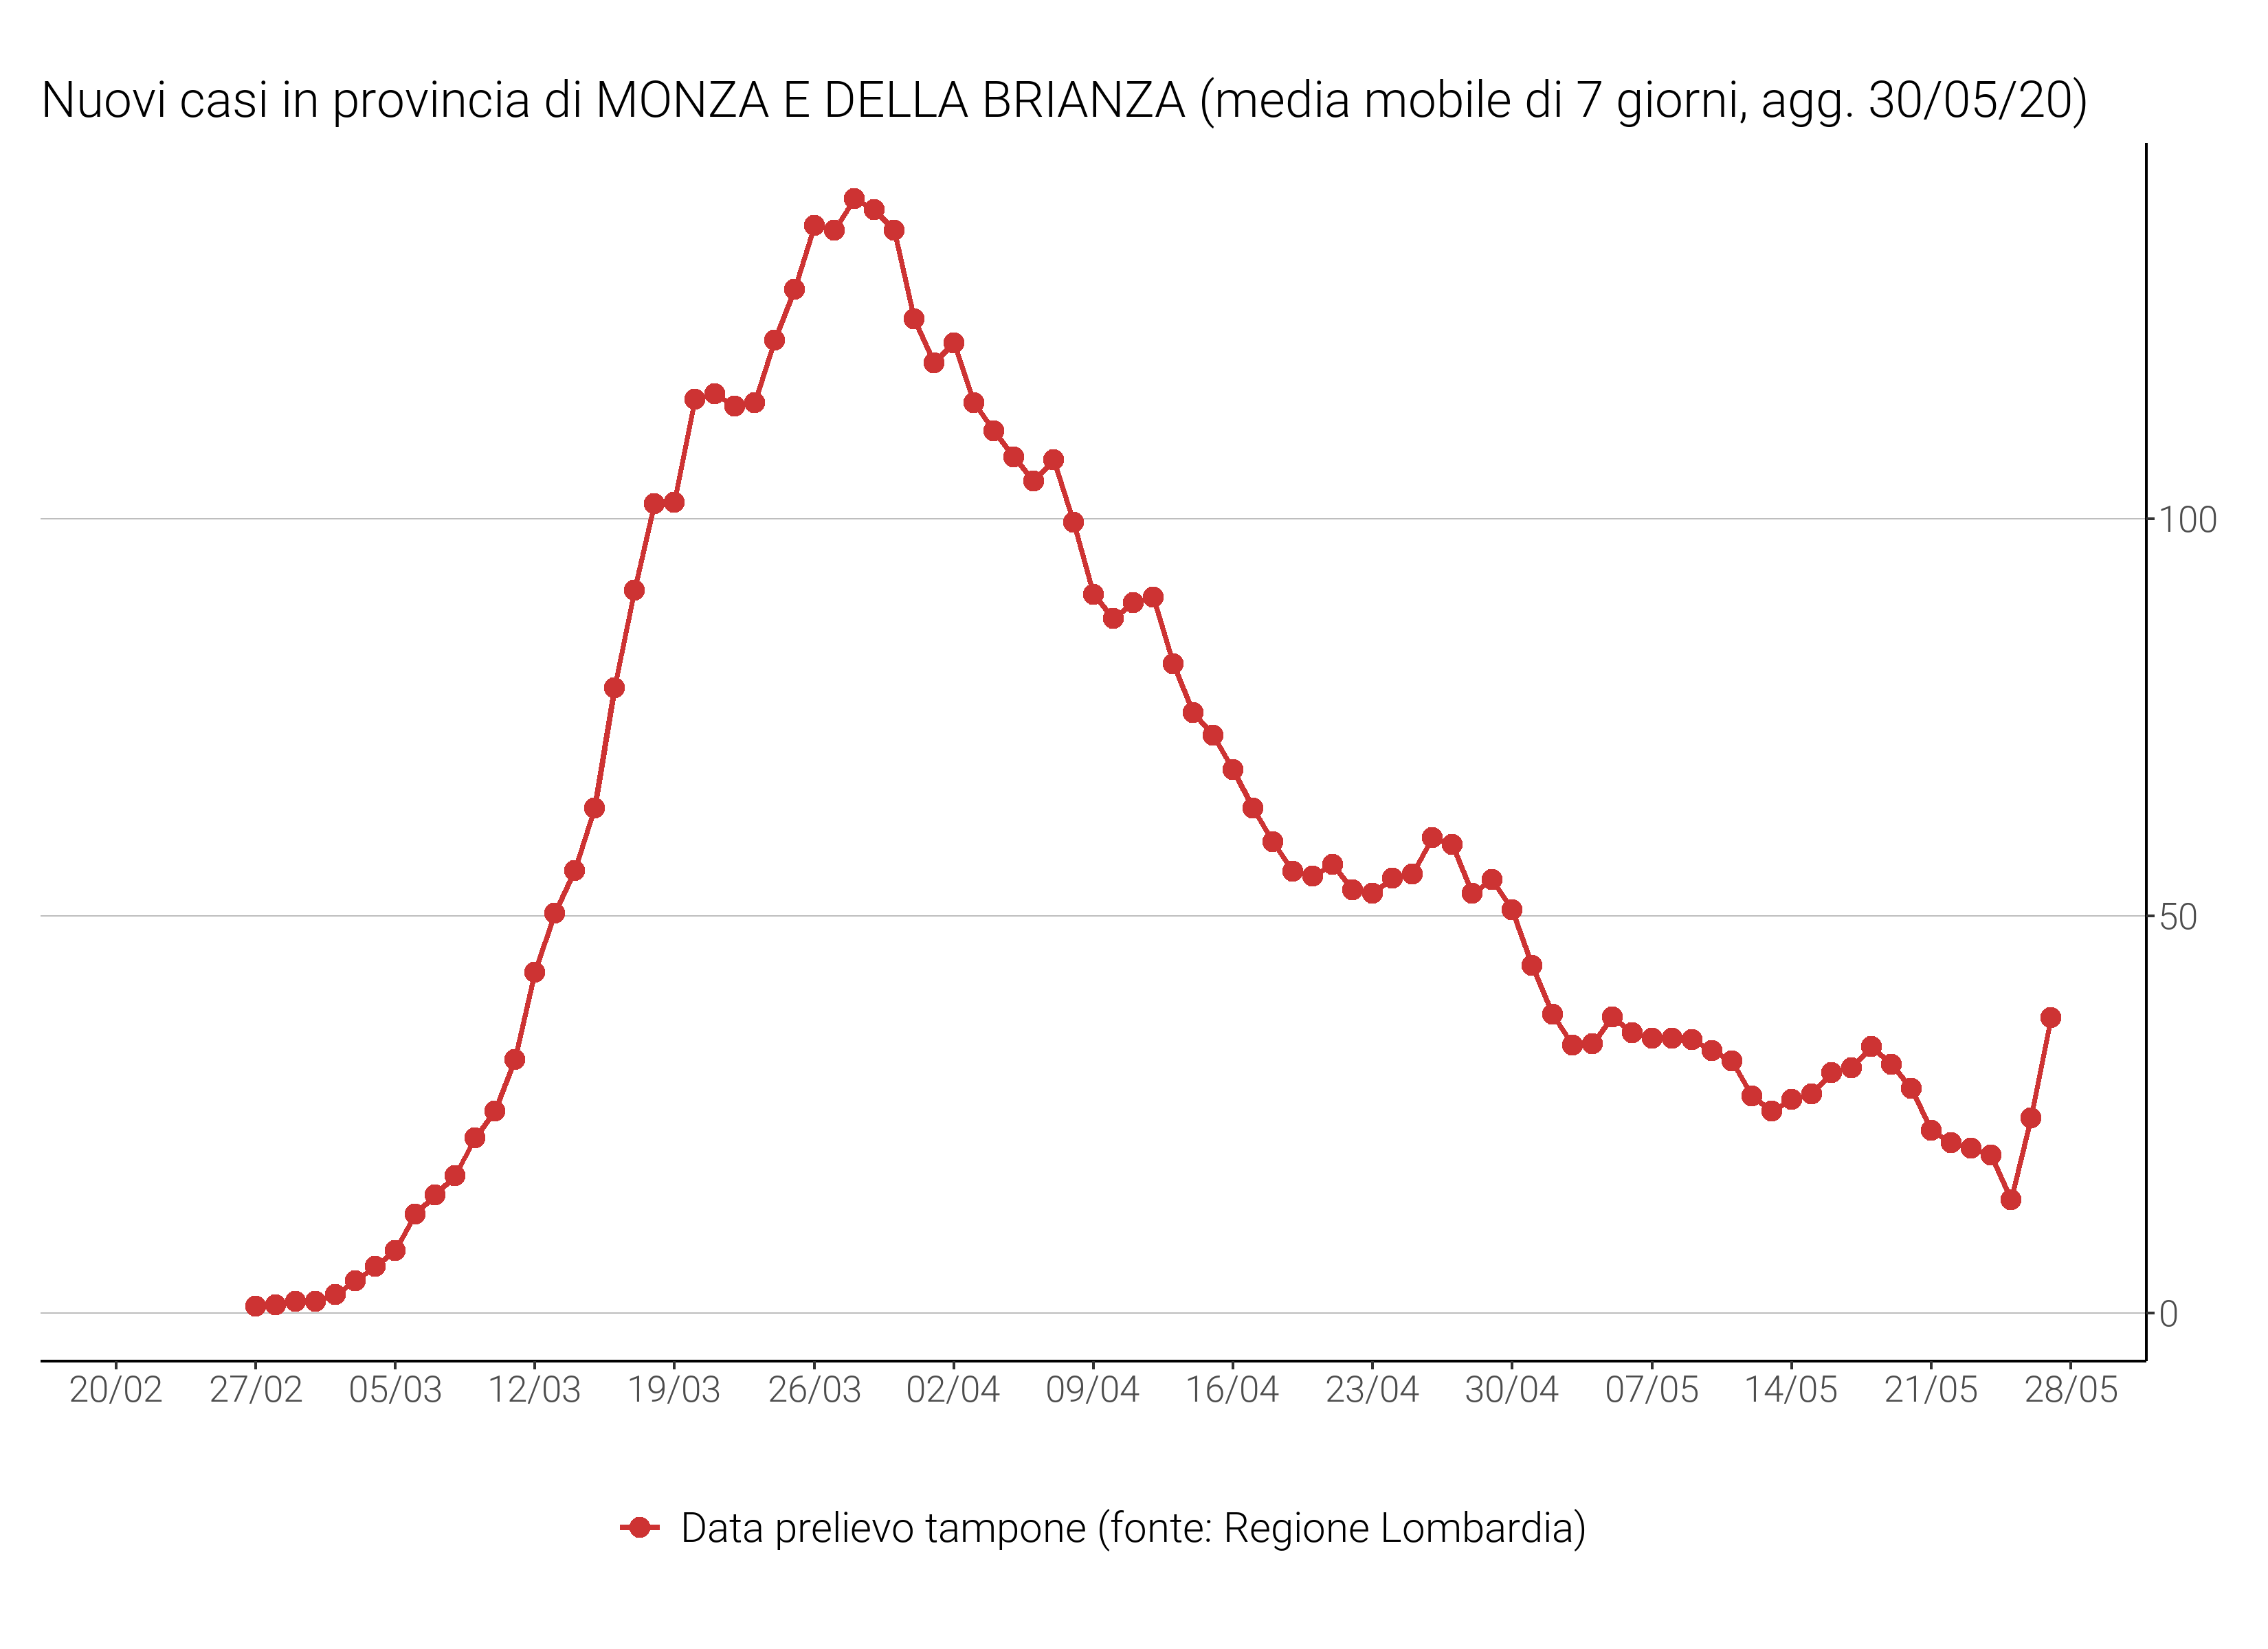 Nuovi casi in provincia di MONZA E DELLA BRIANZA (media mobile di 7 giorni, agg. 30/05/20)
100
50
0
20/02 27/02 05/03 12/03 19/03 26/03 02/04 09/04 16/04 23/04 30/04 07/05 14/05 21/05 28/05
Data prelievo tampone (fonte: Regione Lombardia)